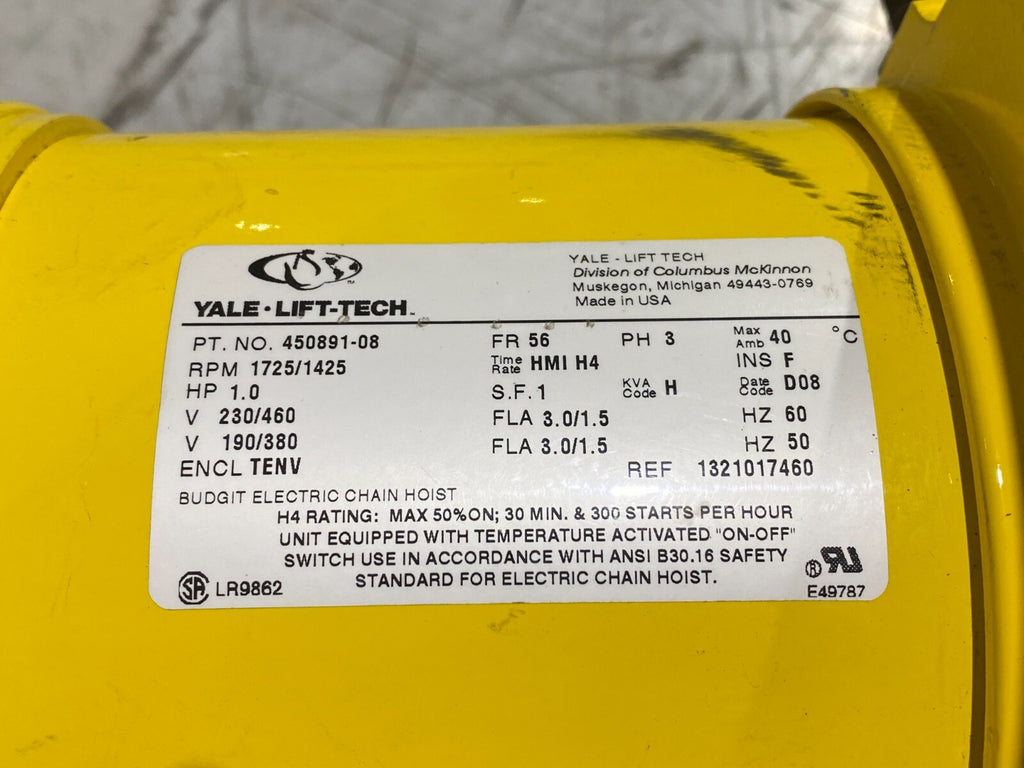 YALE • LIFT-TECH™
YALE - LIFT TECH
Division of Columbus McKinnon
Muskegon, Michigan 49443-0769
Made in USA
PT. NO. 450891-08 FR 56 PH 3 Max Amb 40 °C
RPM 1725/1425 Time Rate HMI H4 INS F
HP 1.0 S.F. 1 KVA Code H Date Code D08
V 230/460 FLA 3.0/1.5 HZ 60
V 190/380 FLA 3.0/1.5 HZ 50
ENCL TENV REF 1321017460
BUDGIT ELECTRIC CHAIN HOIST
H4 RATING: MAX 50%ON; 30 MIN. & 300 STARTS PER HOUR
UNIT EQUIPPED WITH TEMPERATURE ACTIVATED "ON-OFF"
SWITCH USE IN ACCORDANCE WITH ANSI B30.16 SAFETY
STANDARD FOR ELECTRIC CHAIN HOIST.
SA LR9862
RU ®
E49787